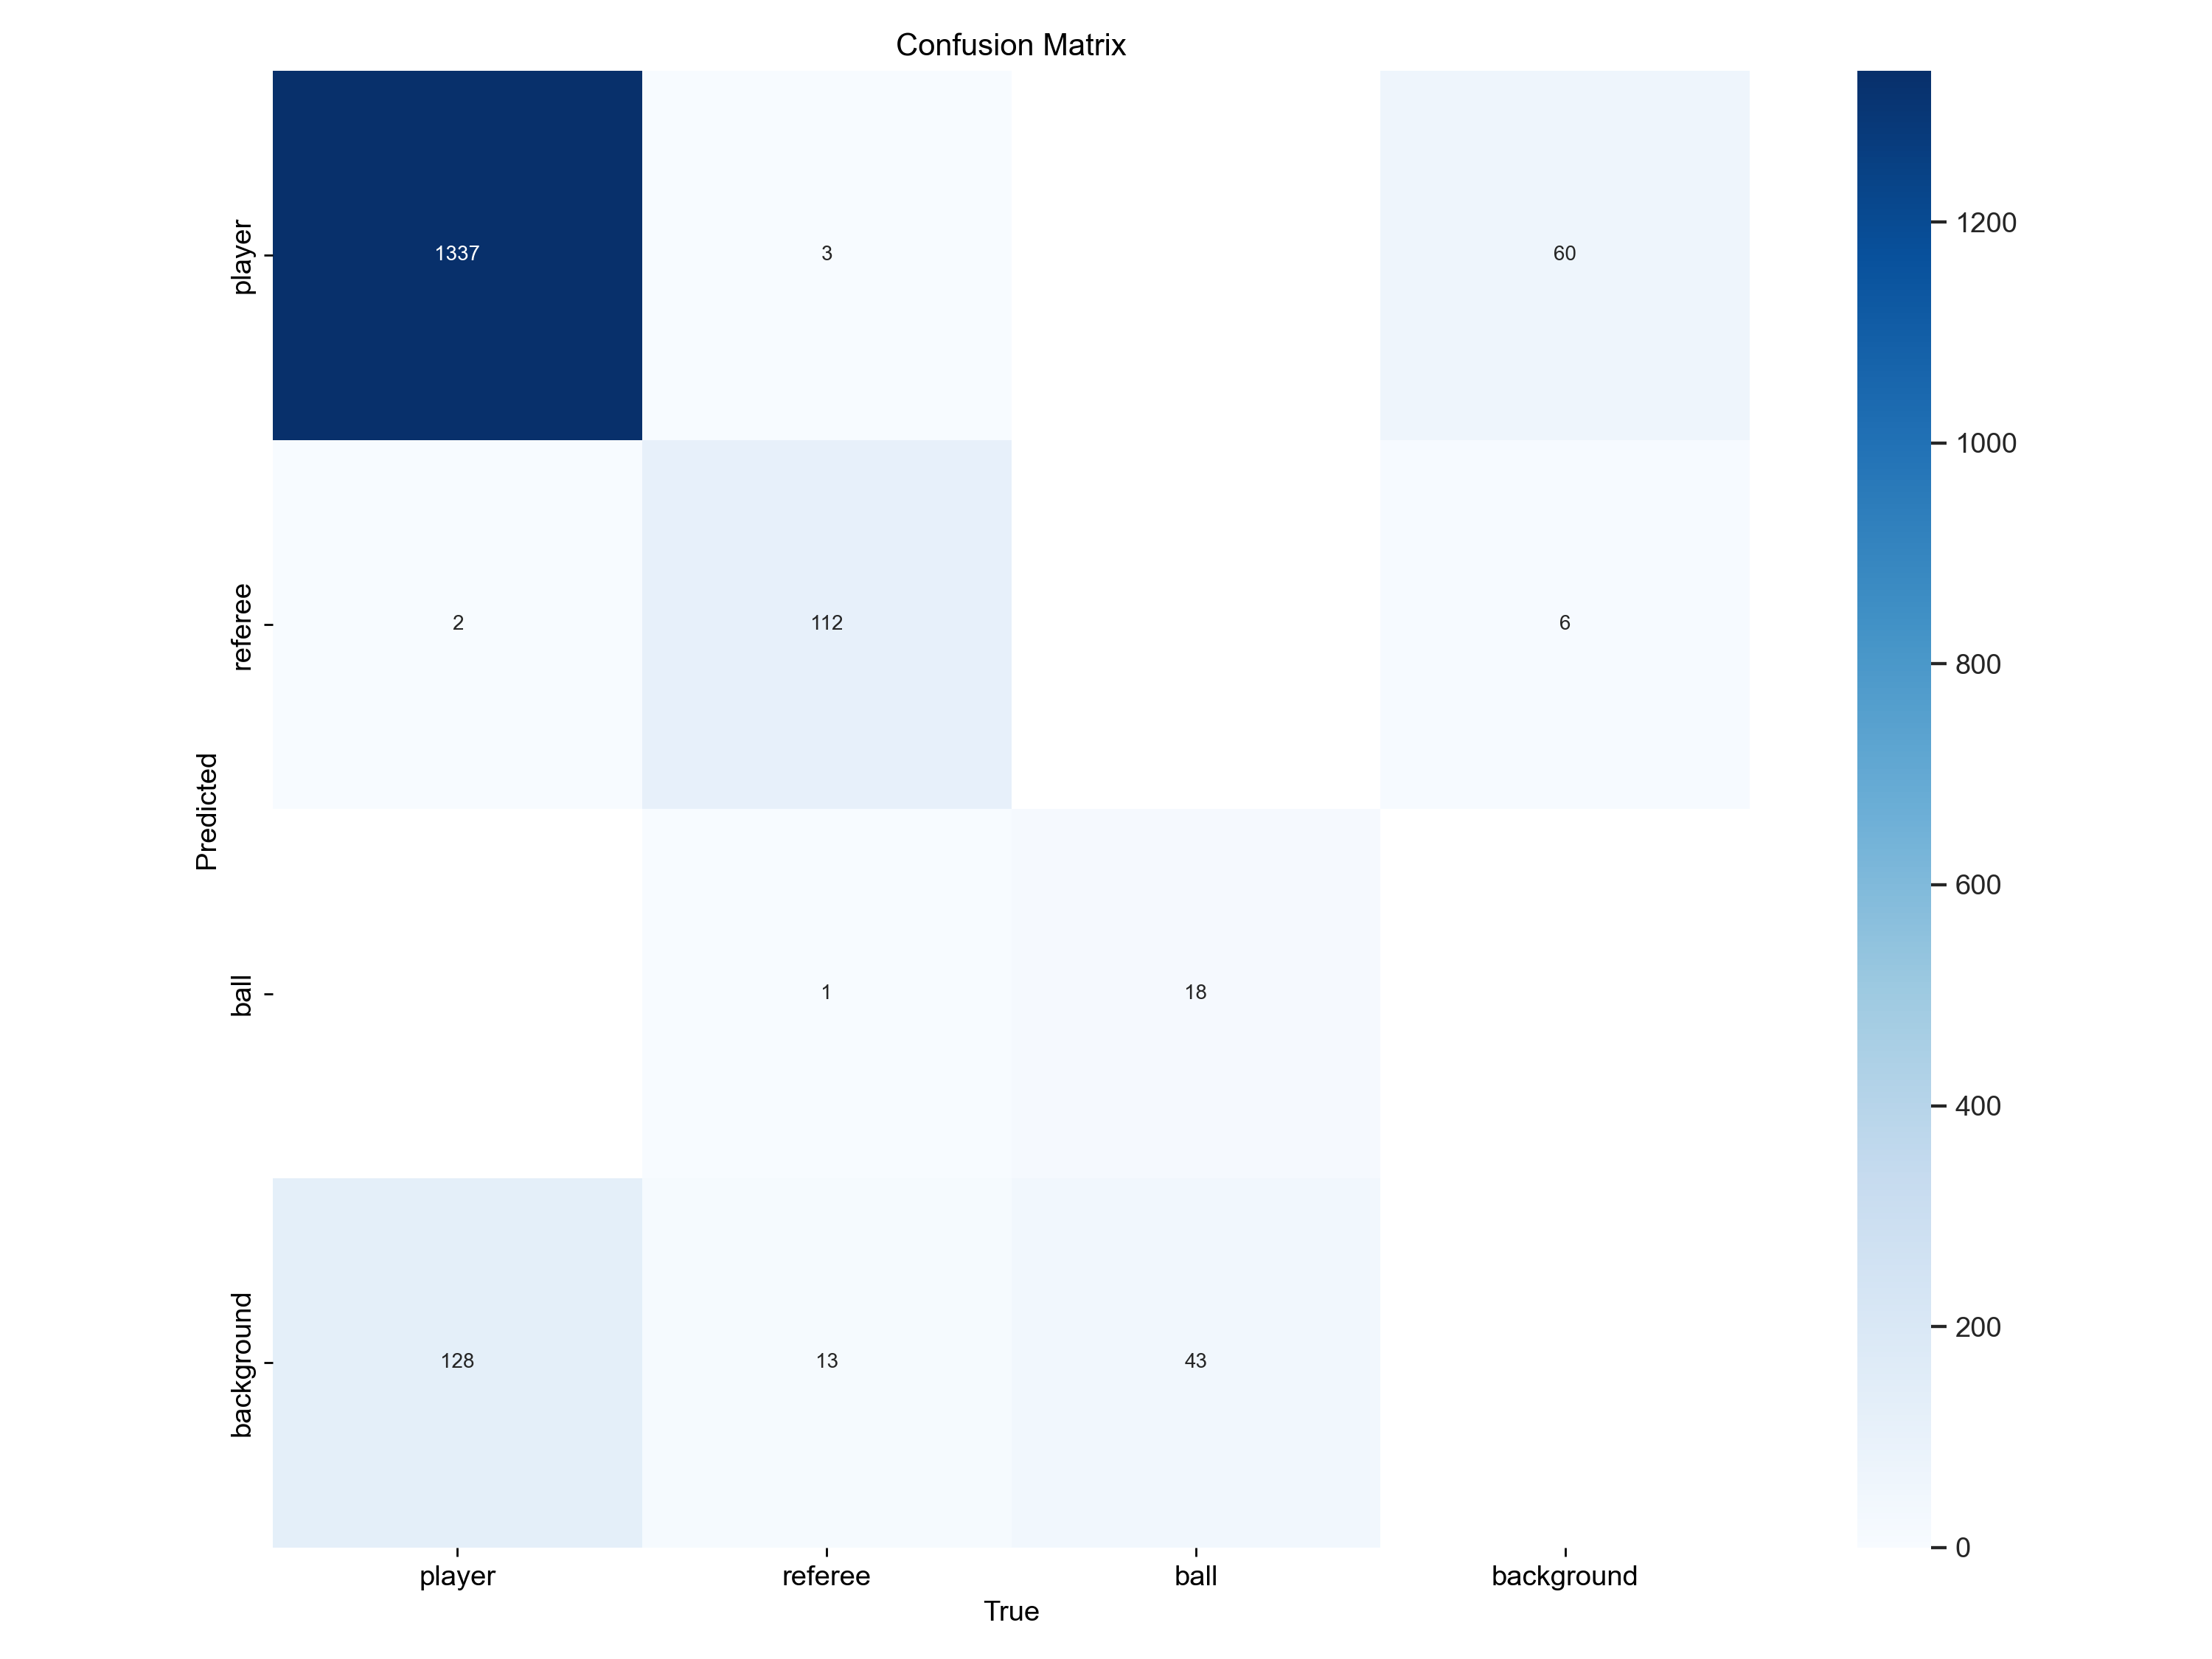 Confusion Matrix
player
1337
3
60
referee
2
112
6
ball
1
18
background
128
13
43
Predicted
player
referee
ball
background
True
1200
1000
800
600
400
200
0